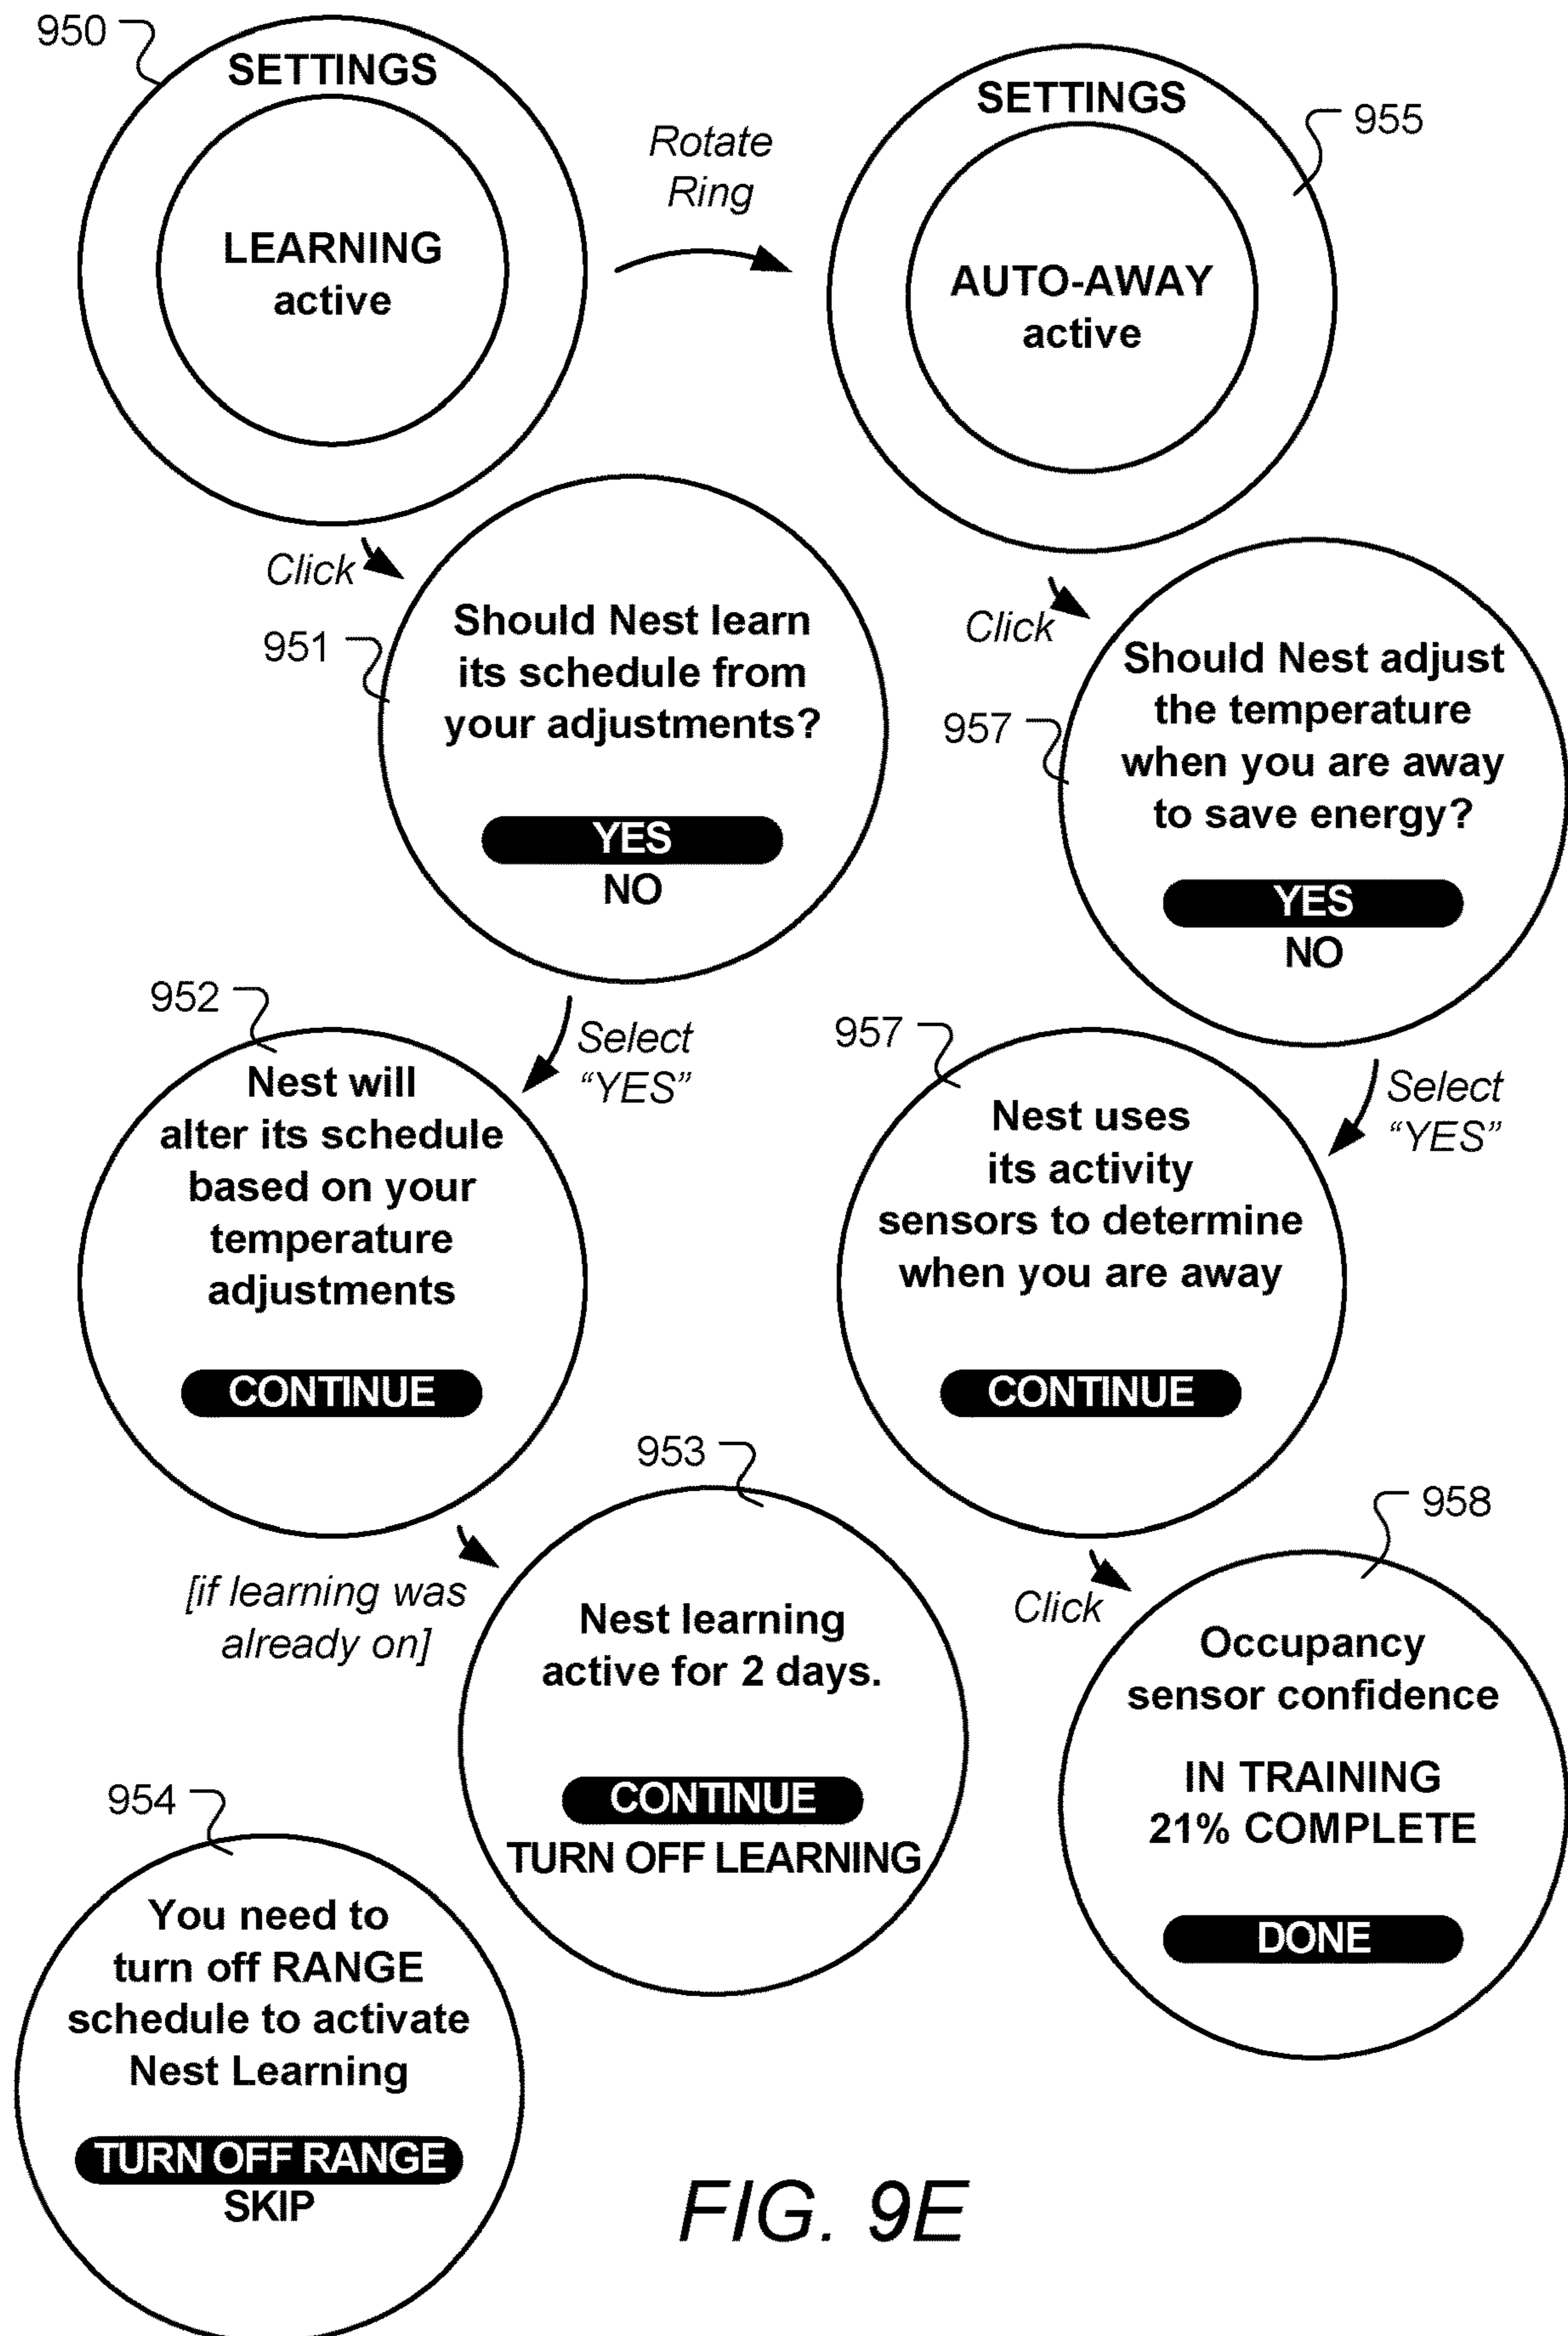 950
SETTINGS
LEARNING
active
Rotate
Ring
SETTINGS
955
AUTO-AWAY
active
Click
951
Should Nest learn
its schedule from
your adjustments?
YES
NO
Click
957
Should Nest adjust
the temperature
when you are away
to save energy?
YES
NO
952
Select
“YES”
Nest will
alter its schedule
based on your
temperature
adjustments
CONTINUE
957
Select
“YES”
Nest uses
its activity
sensors to determine
when you are away
CONTINUE
[if learning was
already on]
953
Nest learning
active for 2 days.
CONTINUE
TURN OFF LEARNING
Click
958
Occupancy
sensor confidence
IN TRAINING
21% COMPLETE
DONE
954
You need to
turn off RANGE
schedule to activate
Nest Learning
TURN OFF RANGE
SKIP
FIG. 9E